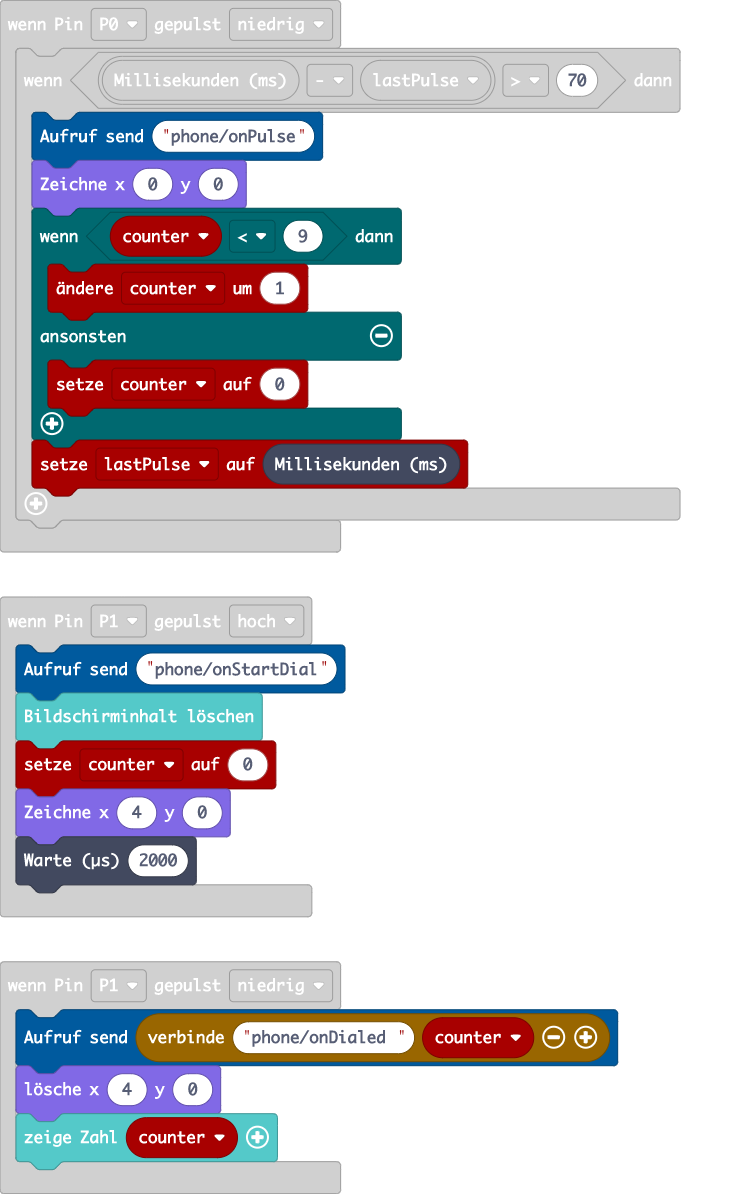 wenn Pin P0 gepulst niedrig
wenn Millisekunden (ms) - lastPulse > 70 dann
Aufruf send "phone/onPulse"
Zeichne x 0 y 0
wenn counter < 9 dann
ändere counter um 1
ansonsten
setze counter auf 0
setze lastPulse auf Millisekunden (ms)
wenn Pin P1 gepulst hoch
Aufruf send "phone/onStartDial"
Bildschirminhalt löschen
setze counter auf 0
Zeichne x 4 y 0
Warte (µs) 2000
wenn Pin P1 gepulst niedrig
Aufruf send verbinde "phone/onDialed " counter
lösche x 4 y 0
zeige Zahl counter